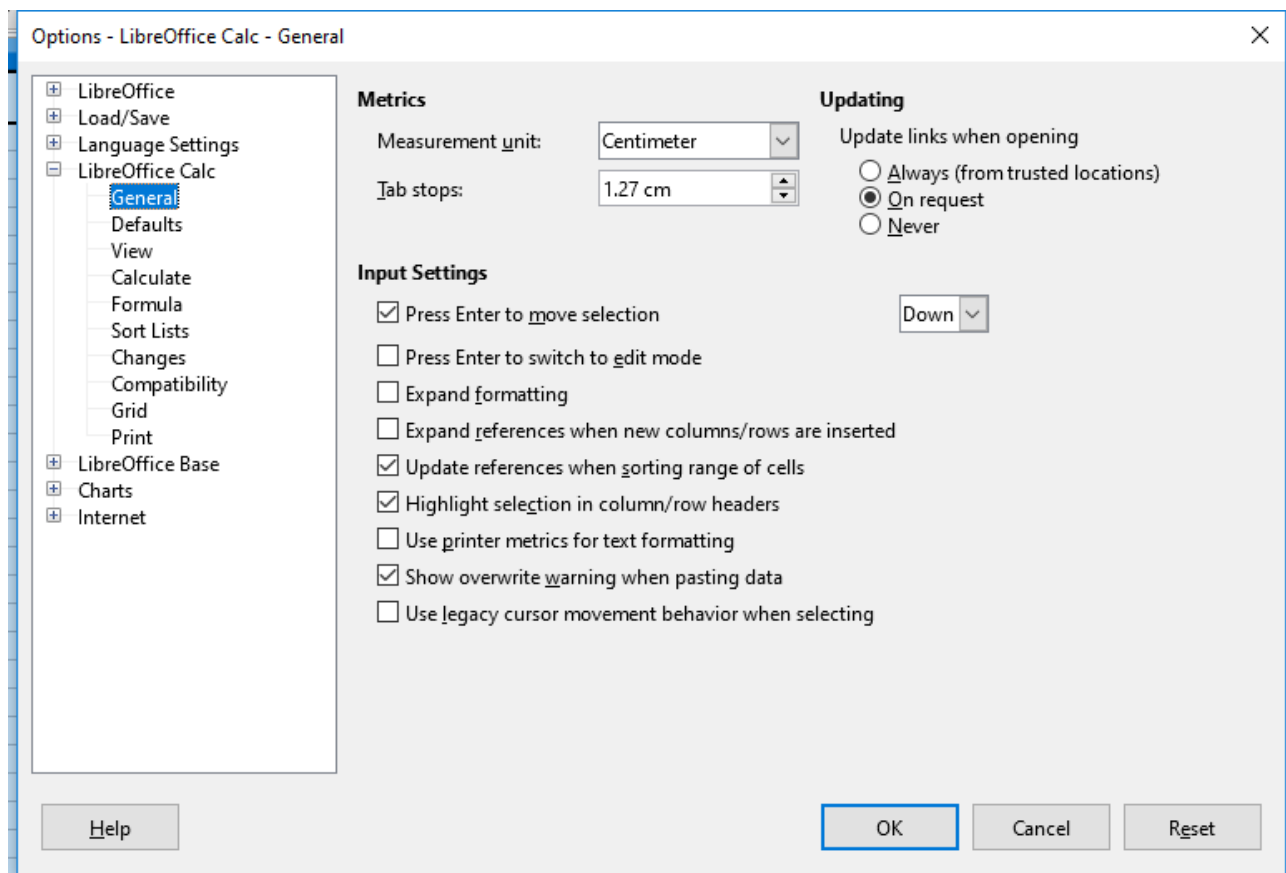 Options - LibreOffice Calc - General
LibreOffice
Load/Save
Language Settings
LibreOffice Calc
General
Defaults
View
Calculate
Formula
Sort Lists
Changes
Compatibility
Grid
Print
LibreOffice Base
Charts
Internet
Metrics
Measurement unit:
Centimeter
Tab stops:
1.27 cm
Updating
Update links when opening
Always (from trusted locations)
On request
Never
Input Settings
Press Enter to move selection
Down
Press Enter to switch to edit mode
Expand formatting
Expand references when new columns/rows are inserted
Update references when sorting range of cells
Highlight selection in column/row headers
Use printer metrics for text formatting
Show overwrite warning when pasting data
Use legacy cursor movement behavior when selecting
Help
OK
Cancel
Reset